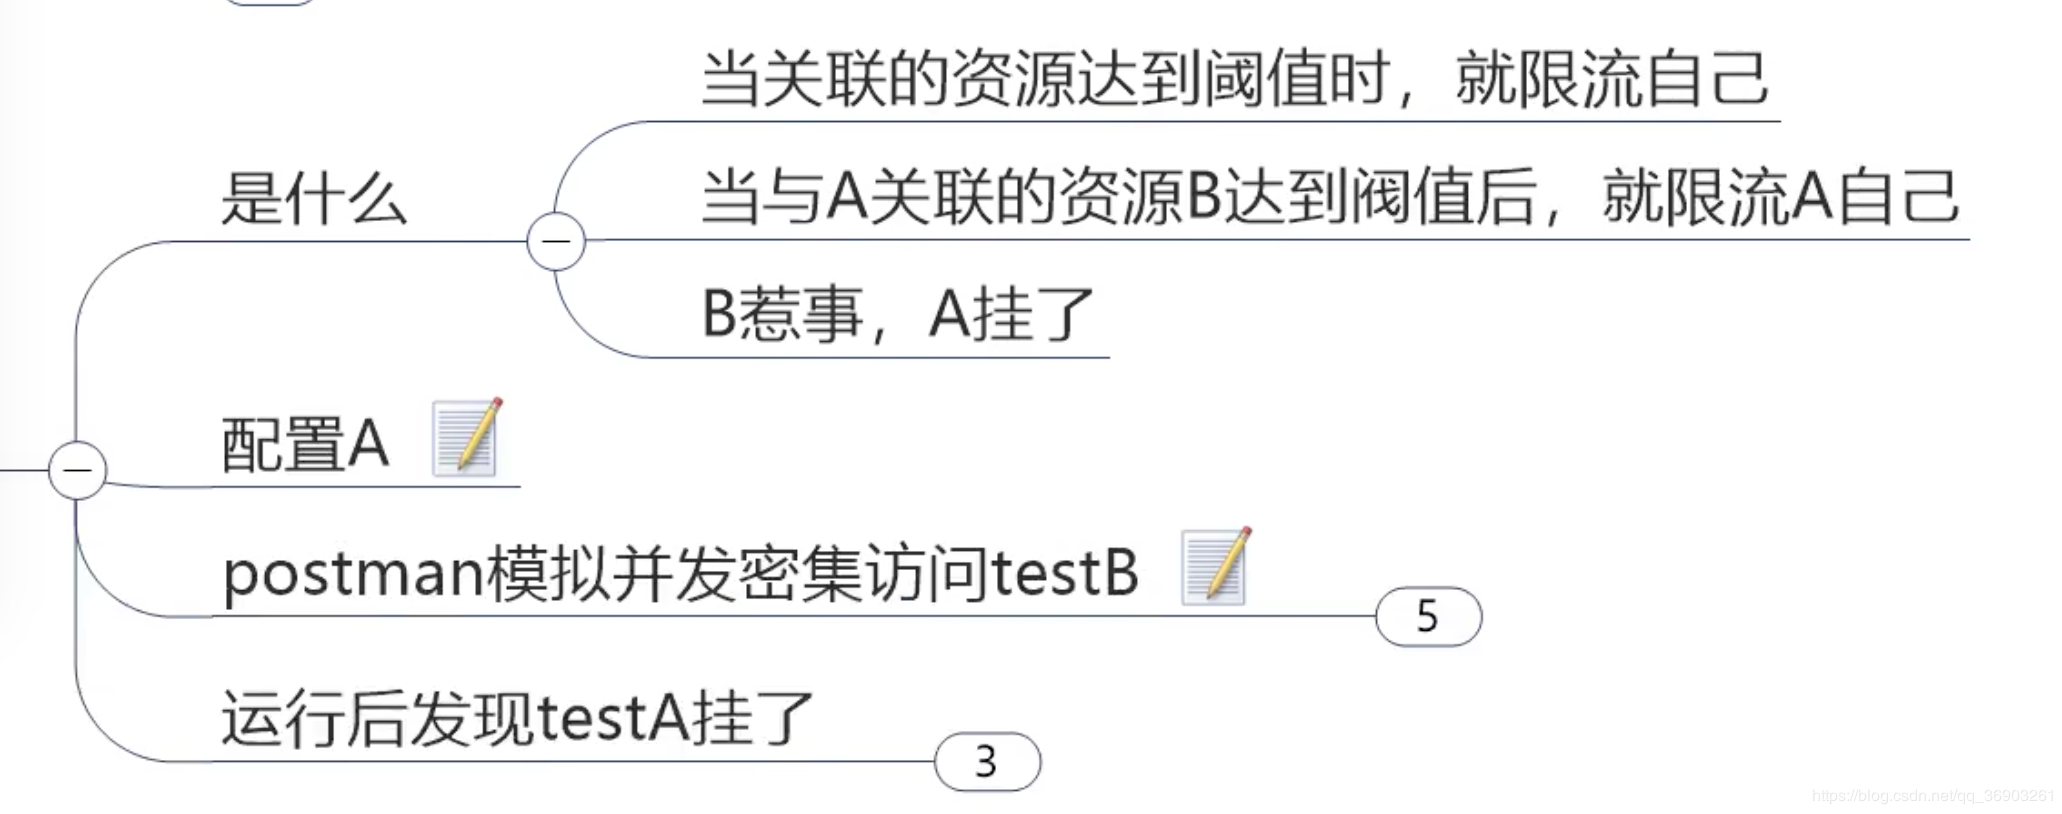 当关联的资源达到阈值时，就限流自己
是什么
当与A关联的资源B达到阀值后，就限流A自己
B惹事，A挂了
配置A
postman模拟并发密集访问testB
5
运行后发现testA挂了
3
https://blog.csdn.net/qq_36903261